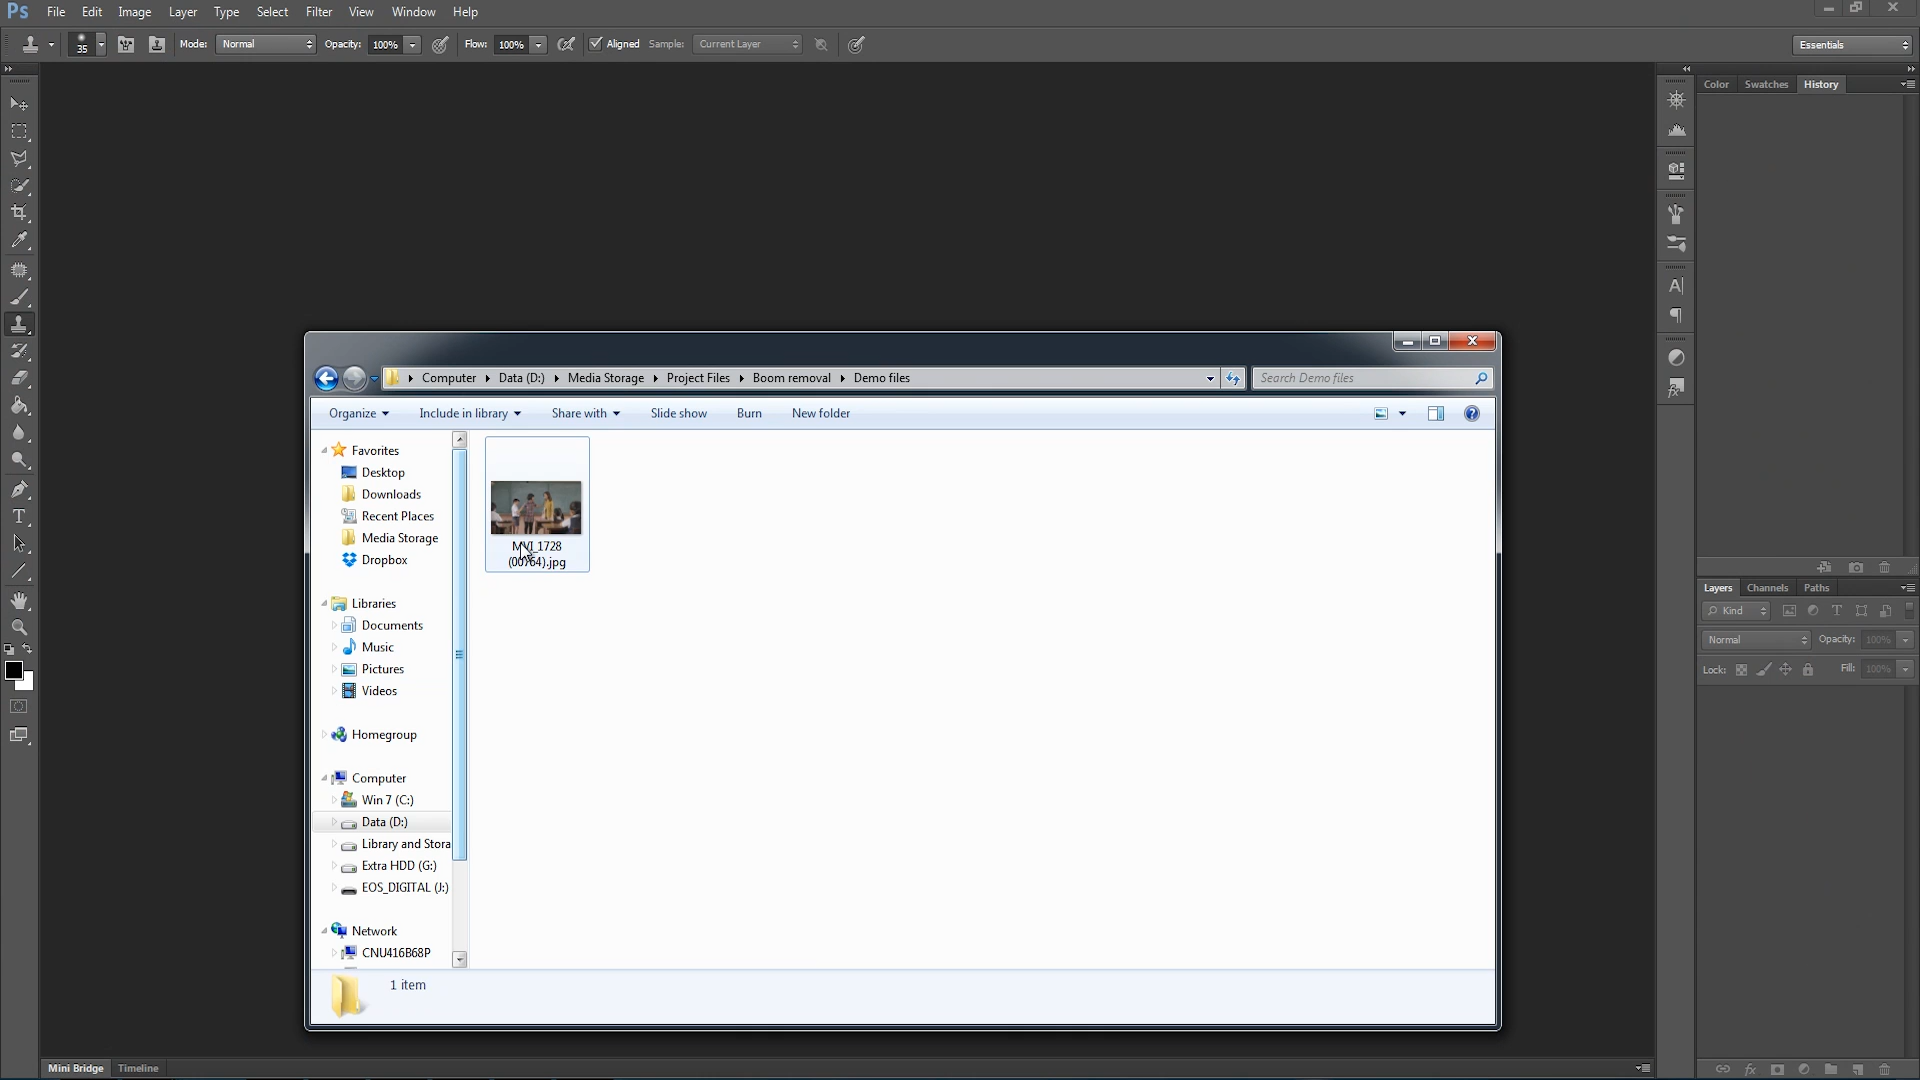 Ps File Edit Image Layer Type Select Filter View Window Help
35 Mode: Normal Opacity: 100% Flow: 100% Aligned Sample: Current Layer Essentials
Color Swatches History
Computer Data (D:) Media Storage Project Files Boom removal Demo files Search Demo files
Organize Include in library Share with Slide show Burn New folder
Favorites
Desktop
Downloads
Recent Places
Media Storage
Dropbox
Libraries
Documents
Music
Pictures
Videos
Homegroup
Computer
Win 7 (C:)
Data (D:)
Library and Stora
Extra HDD (G:)
EOS_DIGITAL (J:)
Network
CNU416B68P
MVI_1728
(00764).jpg
1 item
Layers Channels Paths
Kind
Normal Opacity: 100%
Lock: Fill: 100%
Mini Bridge Timeline